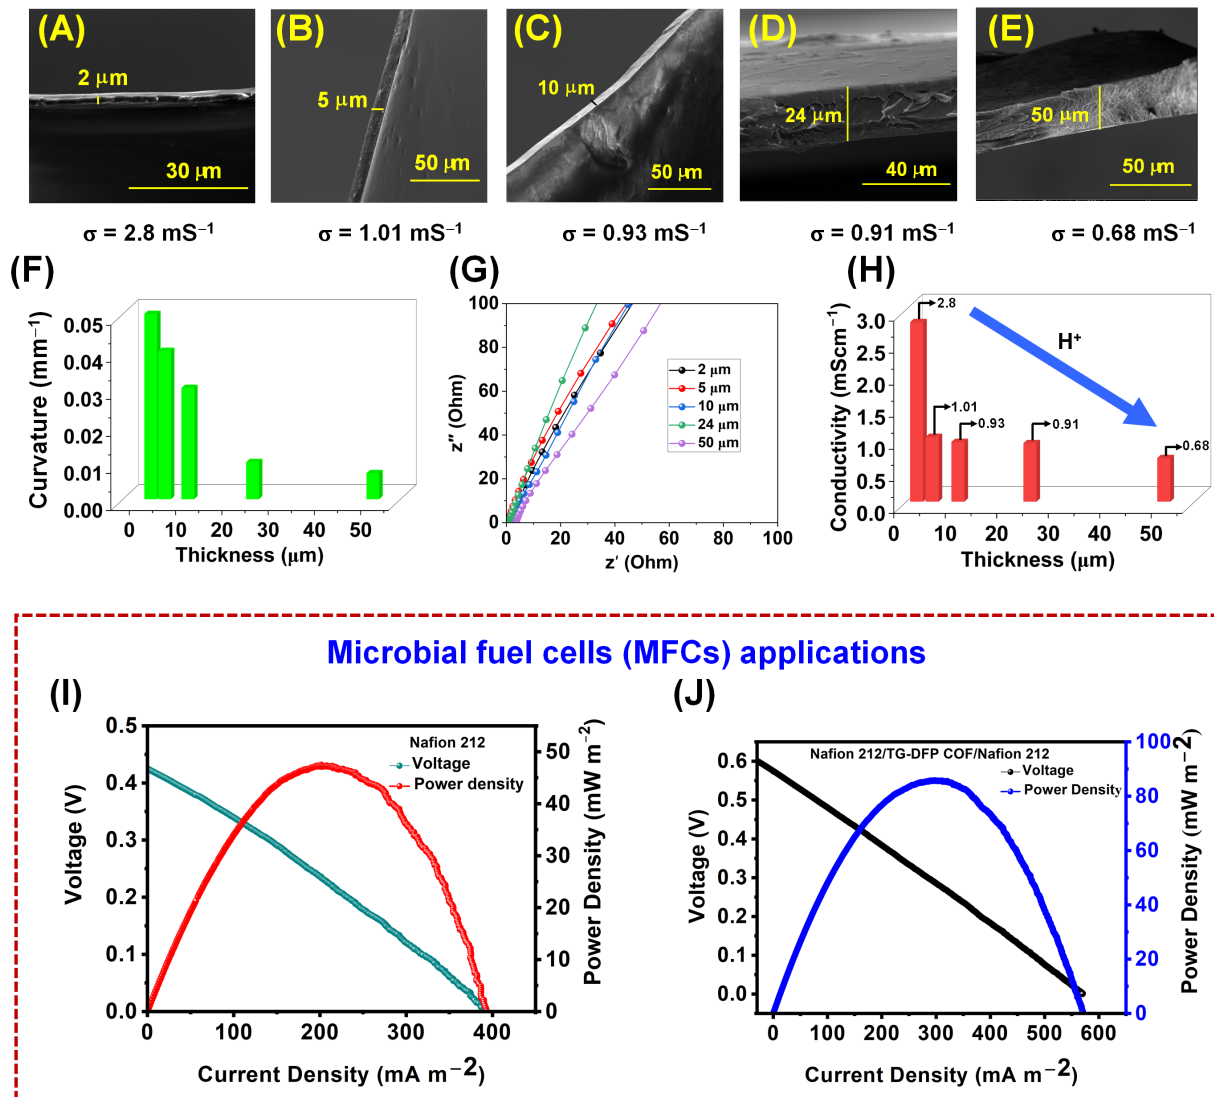 (A)
2 μm
30 μm
(B)
5 μm
50 μm
(C)
10 μm
50 μm
(D)
24 μm
40 μm
(E)
50 μm
50 μm
σ = 2.8 mS⁻¹
σ = 1.01 mS⁻¹
σ = 0.93 mS⁻¹
σ = 0.91 mS⁻¹
σ = 0.68 mS⁻¹
(F)
Curvature (mm⁻¹)
0.05
0.04
0.03
0.02
0.01
0.00
0 10 20 30 40 50
Thickness (μm)
(G)
z″ (Ohm)
100
80
60
40
20
0
2 μm
5 μm
10 μm
24 μm
50 μm
0 20 40 60 80 100
z′ (Ohm)
(H)
Conductivity (mScm⁻¹)
3.0
2.5
2.0
1.5
1.0
0.5
0.0
2.8
1.01
0.93
0.91
0.68
H⁺
0 10 20 30 40 50
Thickness (μm)
Microbial fuel cells (MFCs) applications
(I)
Voltage (V)
0.5
0.4
0.3
0.2
0.1
0.0
Nafion 212
Voltage
Power density
50
40
30
20
10
0
Power Density (mW m⁻²)
0 100 200 300 400
Current Density (mA m⁻²)
(J)
Voltage (V)
0.6
0.5
0.4
0.3
0.2
0.1
0.0
Nafion 212/TG-DFP COF/Nafion 212
Voltage
Power Density
100
80
60
40
20
0
Power Density (mW m⁻²)
0 100 200 300 400 500 600
Current Density (mA m⁻²)